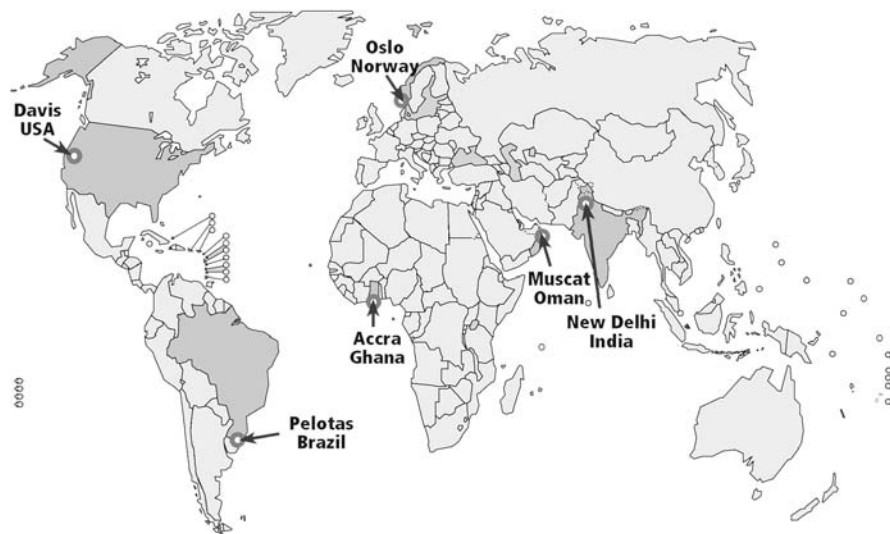 Oslo
Norway
Davis
USA
Muscat
Oman
New Delhi
India
Accra
Ghana
Pelotas
Brazil